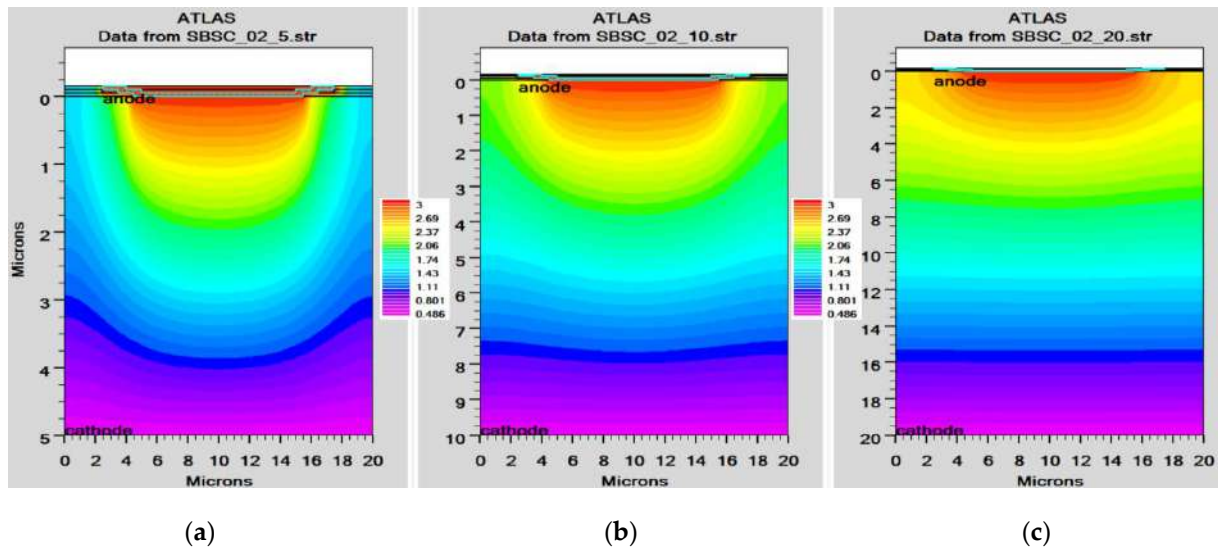 ATLAS
Data from SBSC_02_5.str
anode
0
1
2
3
4
5
Microns
cathode
0 2 4 6 8 10 12 14 16 18 20
Microns
3
2.69
2.37
2.06
1.74
1.43
1.11
0.801
0.486
(a)
ATLAS
Data from SBSC_02_10.str
anode
0
1
2
3
4
5
6
7
8
9
10
cathode
0 2 4 6 8 10 12 14 16 18 20
Microns
3
2.69
2.37
2.06
1.74
1.43
1.11
0.801
0.486
(b)
ATLAS
Data from SBSC_02_20.str
anode
0
2
4
6
8
10
12
14
16
18
20
cathode
0 2 4 6 8 10 12 14 16 18 20
Microns
(c)